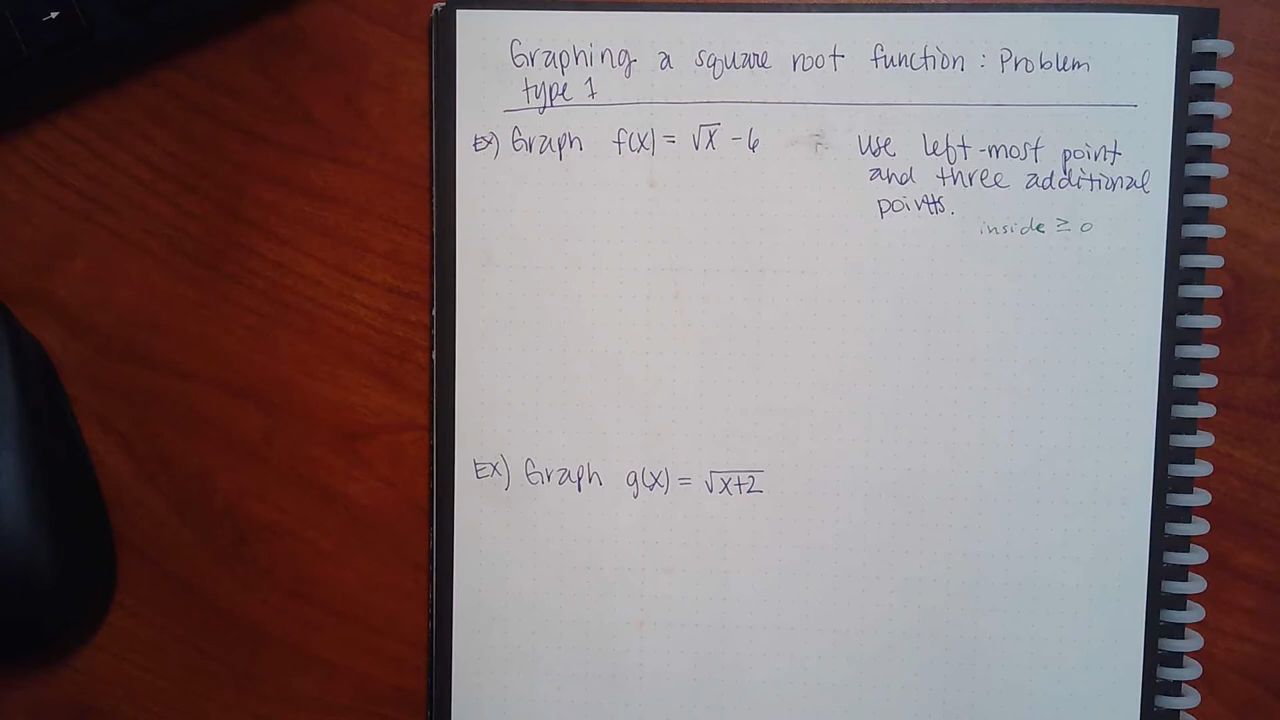 Graphing a square root function : Problem
type 1
Ex) Graph f(x) = √x - 6
use left-most point
and three additional
points.
inside ≥ 0
Ex) Graph g(x) = √x+2